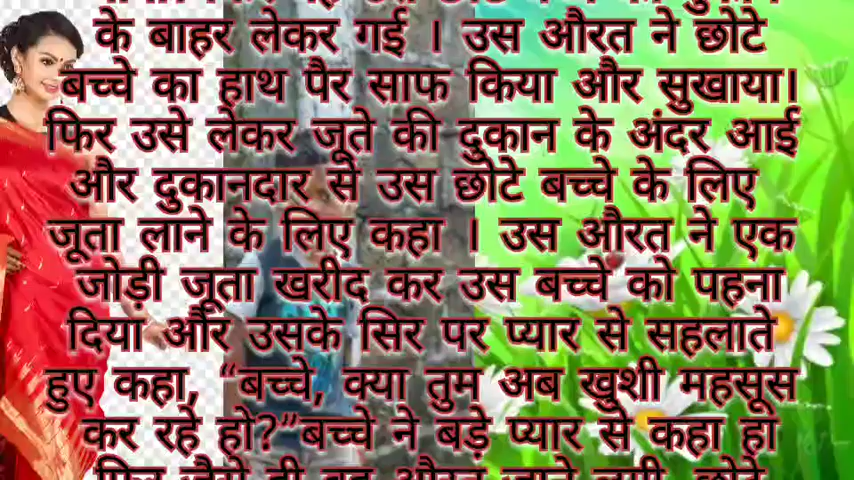 के बाहर लेकर गई । उस औरत ने छोटे
बच्चे का हाथ पैर साफ किया और सुखाया।
फिर उसे लेकर जूते की दुकान के अंदर आई
और दुकानदार से उस छोटे बच्चे के लिए
जूता लाने के लिए कहा । उस औरत ने एक
जोड़ी जूता खरीद कर उस बच्चे को पहना
दिया और उसके सिर पर प्यार से सहलाते
हुए कहा, “बच्चे, क्या तुम अब खुशी महसूस
कर रहे हो?”बच्चे ने बड़े प्यार से कहा हा